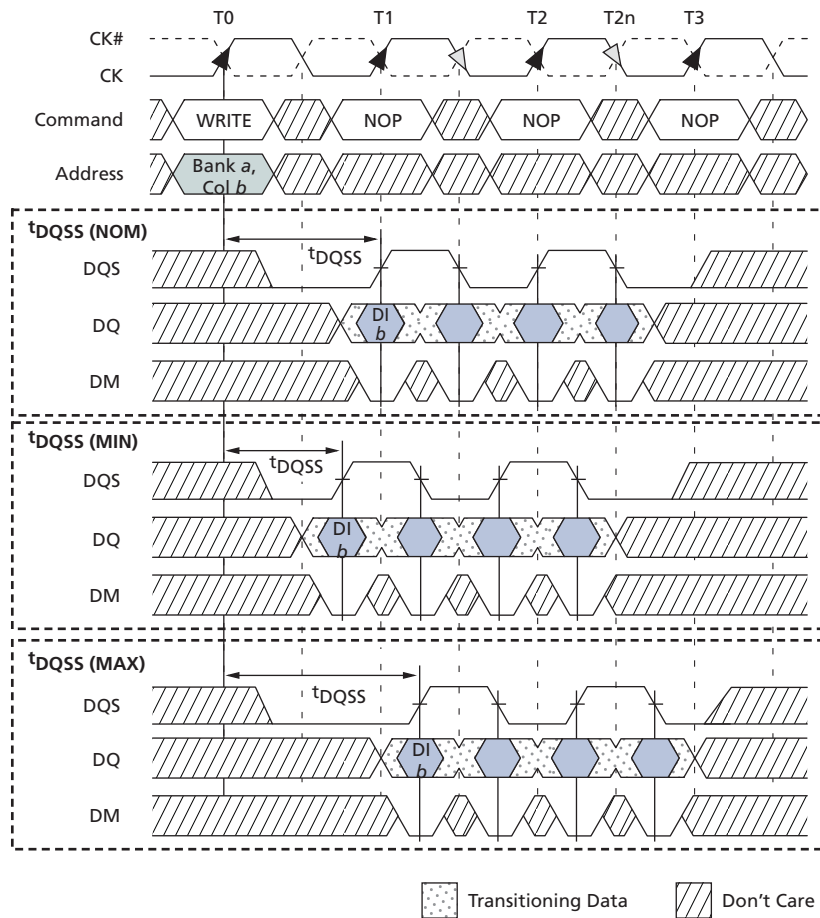 T0 T1 T2 T2n T3
CK#
CK
Command WRITE NOP NOP NOP
Address Bank a,
Col b
tDQSS (NOM)
tDQSS
DQS
DQ DI
b
DM
tDQSS (MIN)
tDQSS
DQS
DQ DI
b
DM
tDQSS (MAX)
tDQSS
DQS
DQ DI
b
DM
Transitioning Data Don't Care